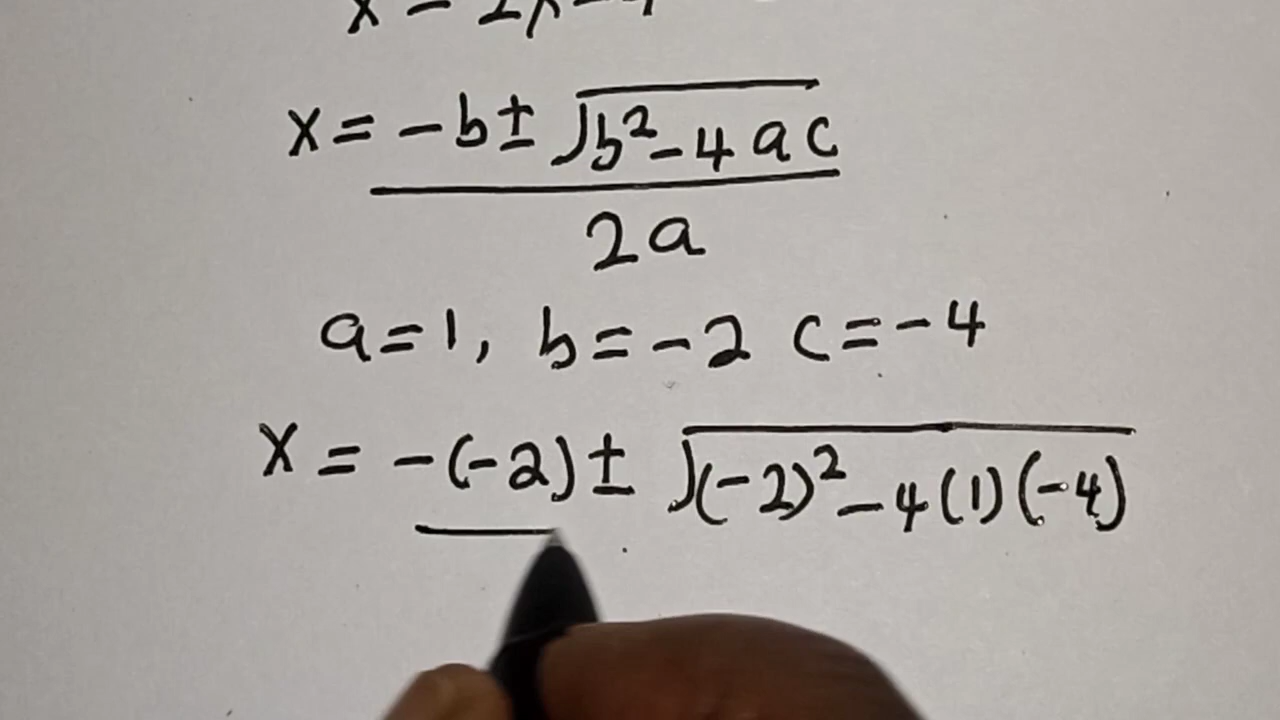 x = -b ± √b² - 4ac
2a
a = 1, b = -2 c = -4
x = -(-2) ± √(-2)² - 4(1)(-4)